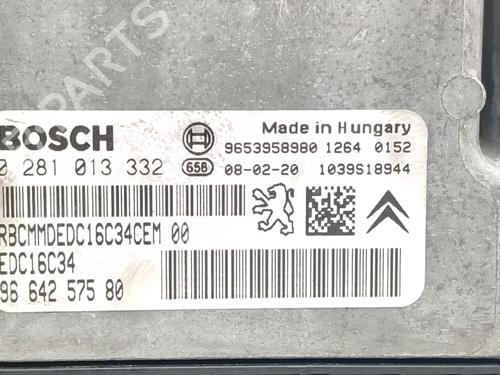 BOSCH
Made in Hungary
9653958980 1264 0152
0 281 013 332
658
08-02-20 1039S18944
RBCMMDEDC16C34CEM 00
EDC16C34
96 642 575 80
PARTS